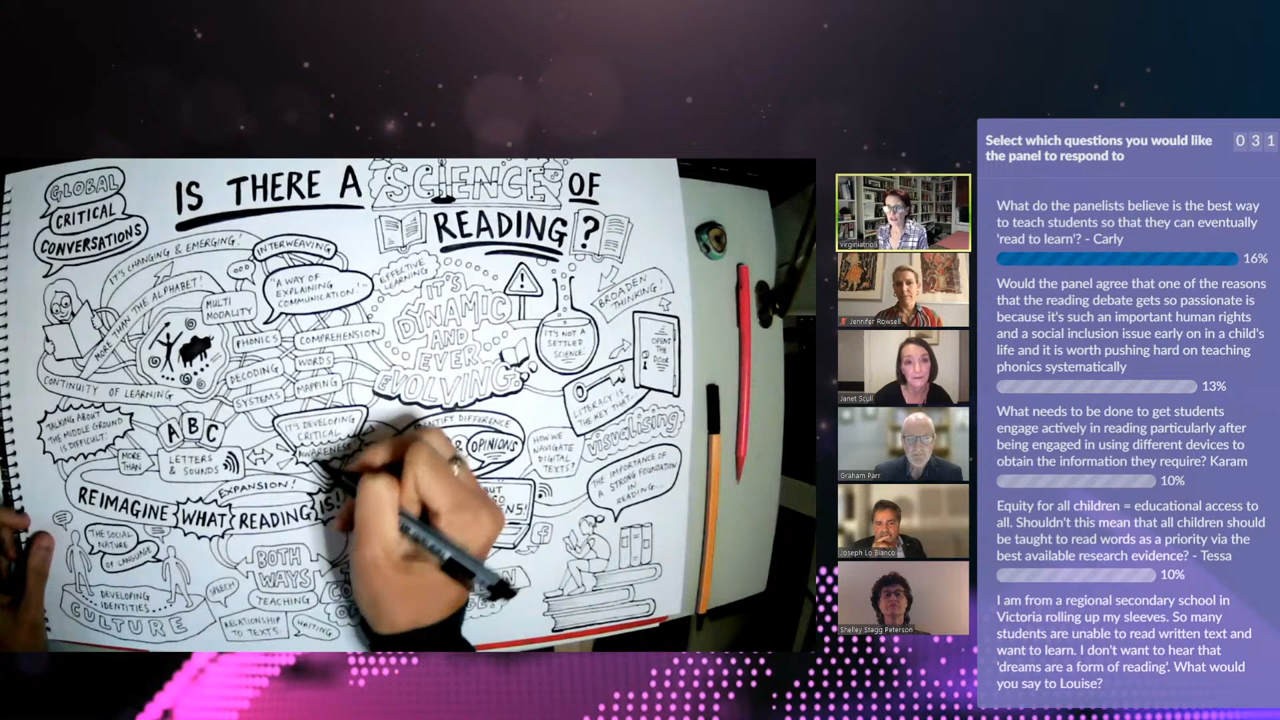 GLOBAL
CRITICAL
CONVERSATIONS
IS THERE A SCIENCE OF
READING?
IT'S CHANGING & EMERGING!
MORE THAN THE ALPHABET!
INTERWEAVING
"A WAY OF
EXPLAINING
COMMUNICATION!"
MULTI
MODALITY
PHONICS
COMPREHENSION
DECODING
WORDS
MAPPING
SYSTEMS
CONTINUITY OF LEARNING
EFFECTIVE
LEARNING
IT'S
DYNAMIC
AND
EVER
EVOLVING
IT'S NOT A
SETTLED
SCIENCE.
BROADEN
THINKING!
OPENS
THE DOOR
LITERACY IS
THE KEY THAT...
TALKING ABOUT
THE MIDDLE GROUND
IS DIFFICULT!
ABC
MORE
THAN
LETTERS
& SOUNDS
IT'S DEVELOPING
CRITICAL
AWARENESS
DIFFERENCE
OPINIONS
HOW WE
NAVIGATE
DIGITAL
TEXTS?
VISUALISING
THE IMPORTANCE OF
A STRONG FOUNDATION
IN
READING...
EXPANSION!
REIMAGINE WHAT READING IS!
BUT
THE SOCIAL
NATURE
OF LANGUAGE
DEVELOPING
IDENTITIES
CULTURE
BOTH
WAYS
TEACHING
SPEECH
RELATIONSHIP
TO TEXTS
WRITING
virginiatrioli
Jennifer Rowsell
Janet Scull
Graham Parr
Joseph Lo Bianco
Shelley Stagg Peterson
Select which questions you would like
the panel to respond to
0 3 1
What do the panelists believe is the best way
to teach students so that they can eventually
'read to learn'? - Carly
16%
Would the panel agree that one of the reasons
that the reading debate gets so passionate is
because it's such an important human rights
and a social inclusion issue early on in a child's
life and it is worth pushing hard on teaching
phonics systematically
13%
What needs to be done to get students
engage actively in reading particularly after
being engaged in using different devices to
obtain the information they require? Karam
10%
Equity for all children = educational access to
all. Shouldn't this mean that all children should
be taught to read words as a priority via the
best available research evidence? - Tessa
10%
I am from a regional secondary school in
Victoria rolling up my sleeves. So many
students are unable to read written text and
want to learn. I don't want to hear that
'dreams are a form of reading'. What would
you say to Louise?